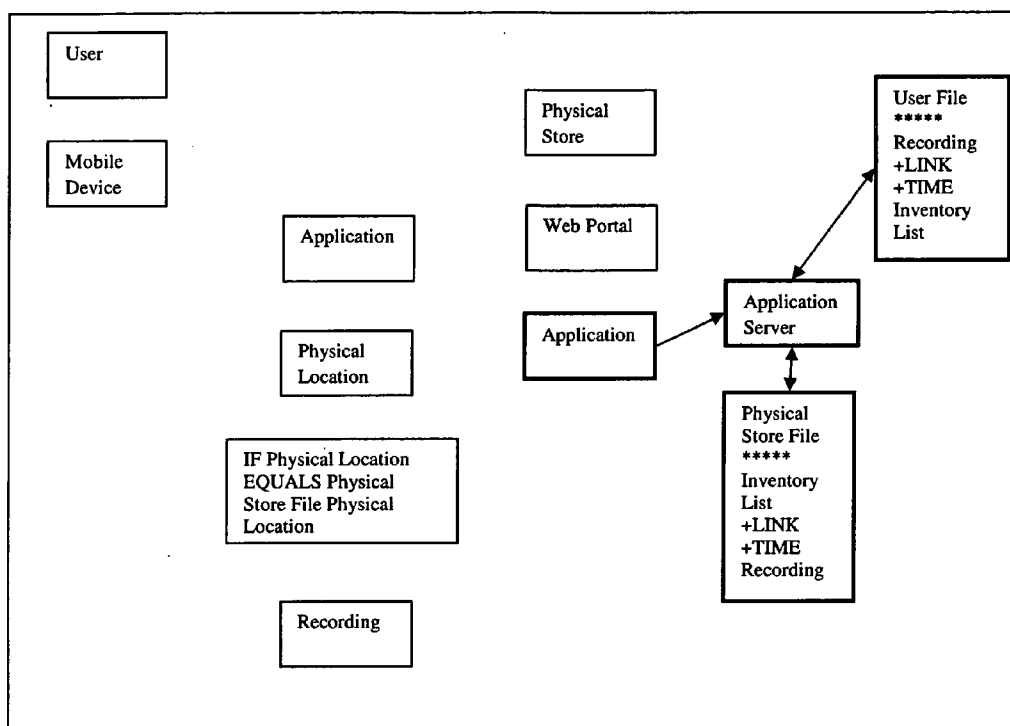 User
Mobile
Device
Application
Physical
Location
IF Physical Location
EQUALS Physical
Store File Physical
Location
Recording
Physical
Store
Web Portal
Application
Application
Server
User File
*****
Recording
+LINK
+TIME
Inventory
List
Physical
Store File
*****
Inventory
List
+LINK
+TIME
Recording